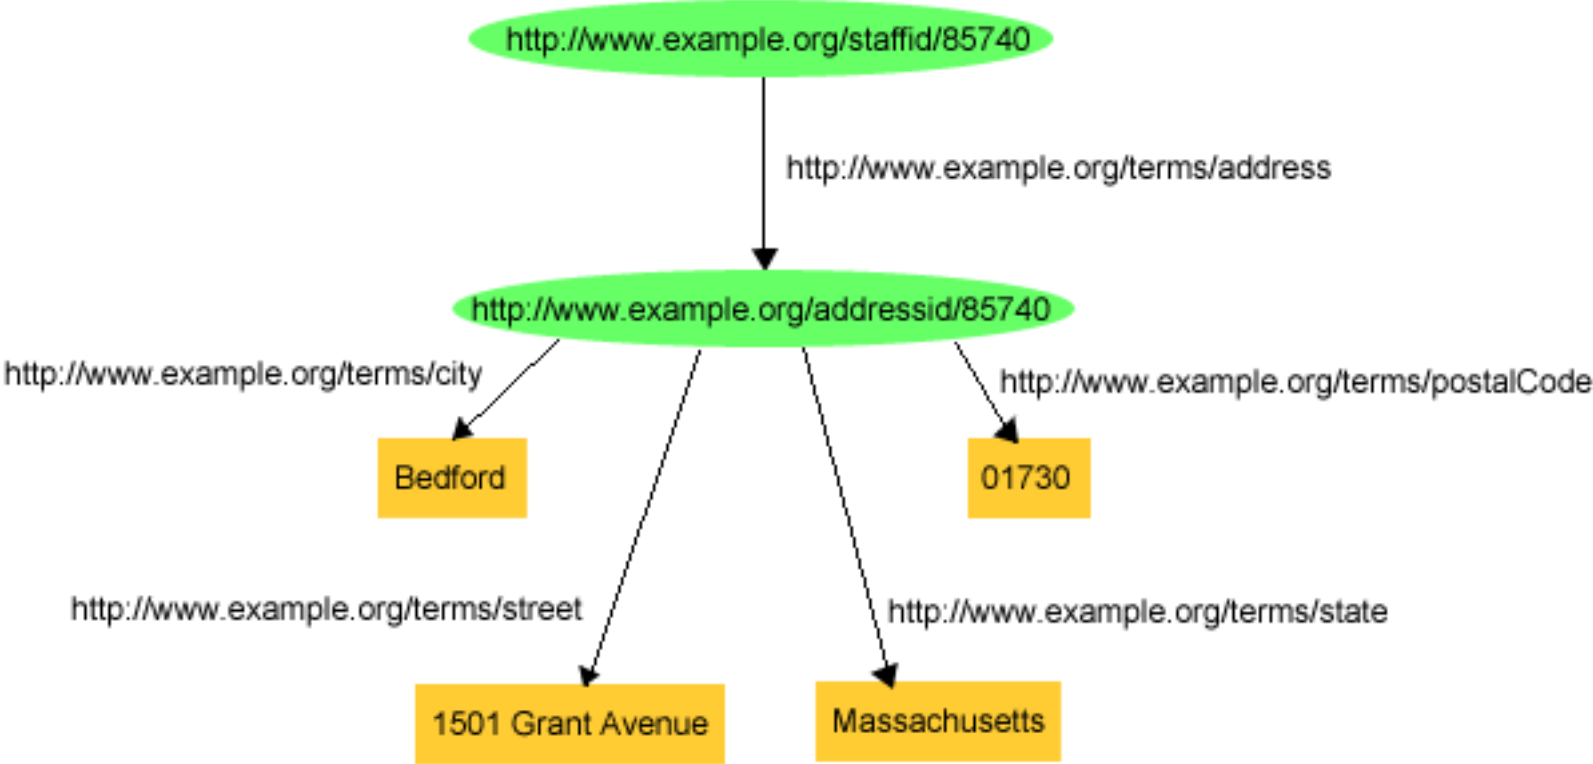 http://www.example.org/staffid/85740
http://www.example.org/terms/address
http://www.example.org/addressid/85740
http://www.example.org/terms/city
http://www.example.org/terms/postalCode
Bedford
01730
http://www.example.org/terms/street
http://www.example.org/terms/state
1501 Grant Avenue
Massachusetts